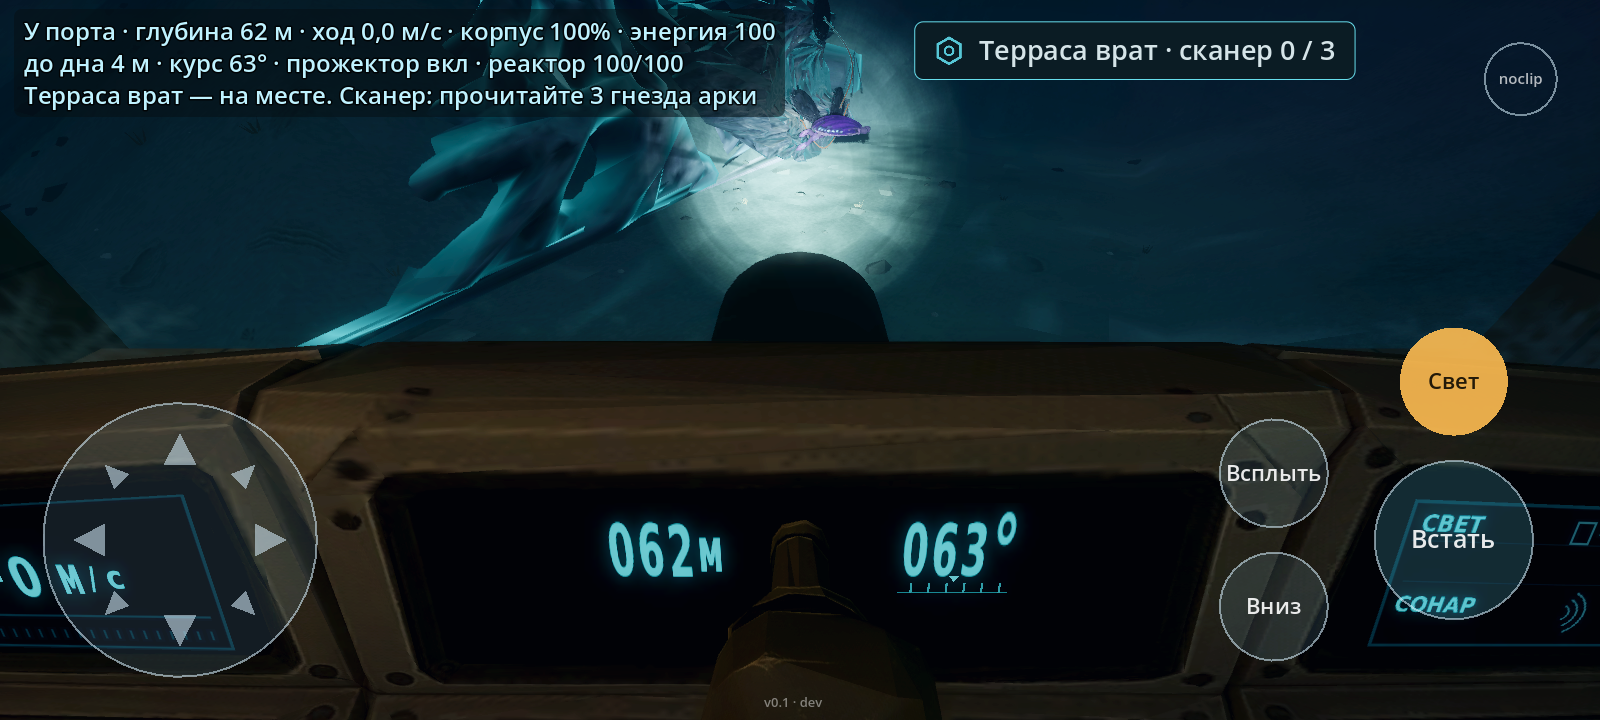 У порта · глубина 62 м · ход 0,0 м/с · корпус 100% · энергия 100
до дна 4 м · курс 63° · прожектор вкл · реактор 100/100
Терраса врат — на месте. Сканер: прочитайте 3 гнезда арки
Терраса врат · сканер 0 / 3
noclip
Свет
Всплыть
СВЕТ
Встать
062м
063°
0 м/с
СОНАР
Вниз
v0.1 · dev